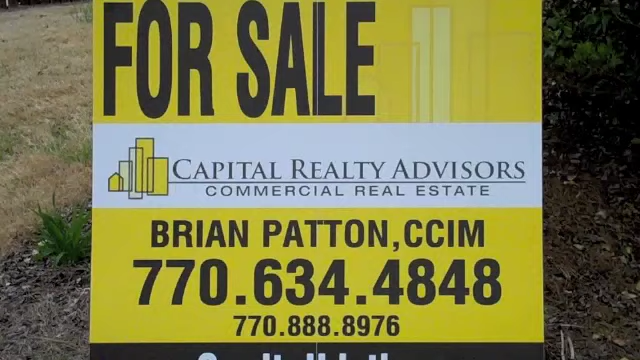 FOR SALE
CAPITAL REALTY ADVISORS
COMMERCIAL REAL ESTATE
BRIAN PATTON, CCIM
770.634.4848
770.888.8976